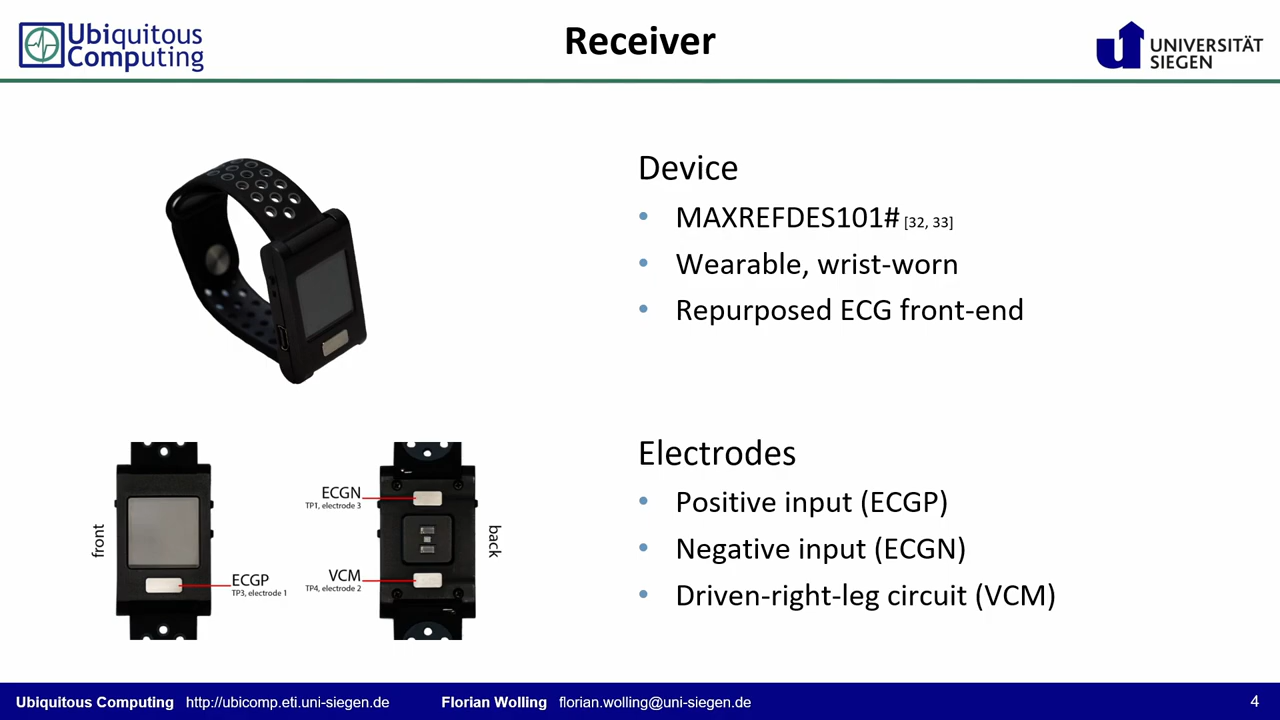 Ubiquitous
Computing
Receiver
UNIVERSITÄT
SIEGEN
Device
• MAXREFDES101# [32, 33]
• Wearable, wrist-worn
• Repurposed ECG front-end
front
ECGP
TP3, electrode 1
ECGN
TP1, electrode 3
VCM
TP4, electrode 2
back
Electrodes
• Positive input (ECGP)
• Negative input (ECGN)
• Driven-right-leg circuit (VCM)
Ubiquitous Computing http://ubicomp.eti.uni-siegen.de Florian Wolling florian.wolling@uni-siegen.de 4